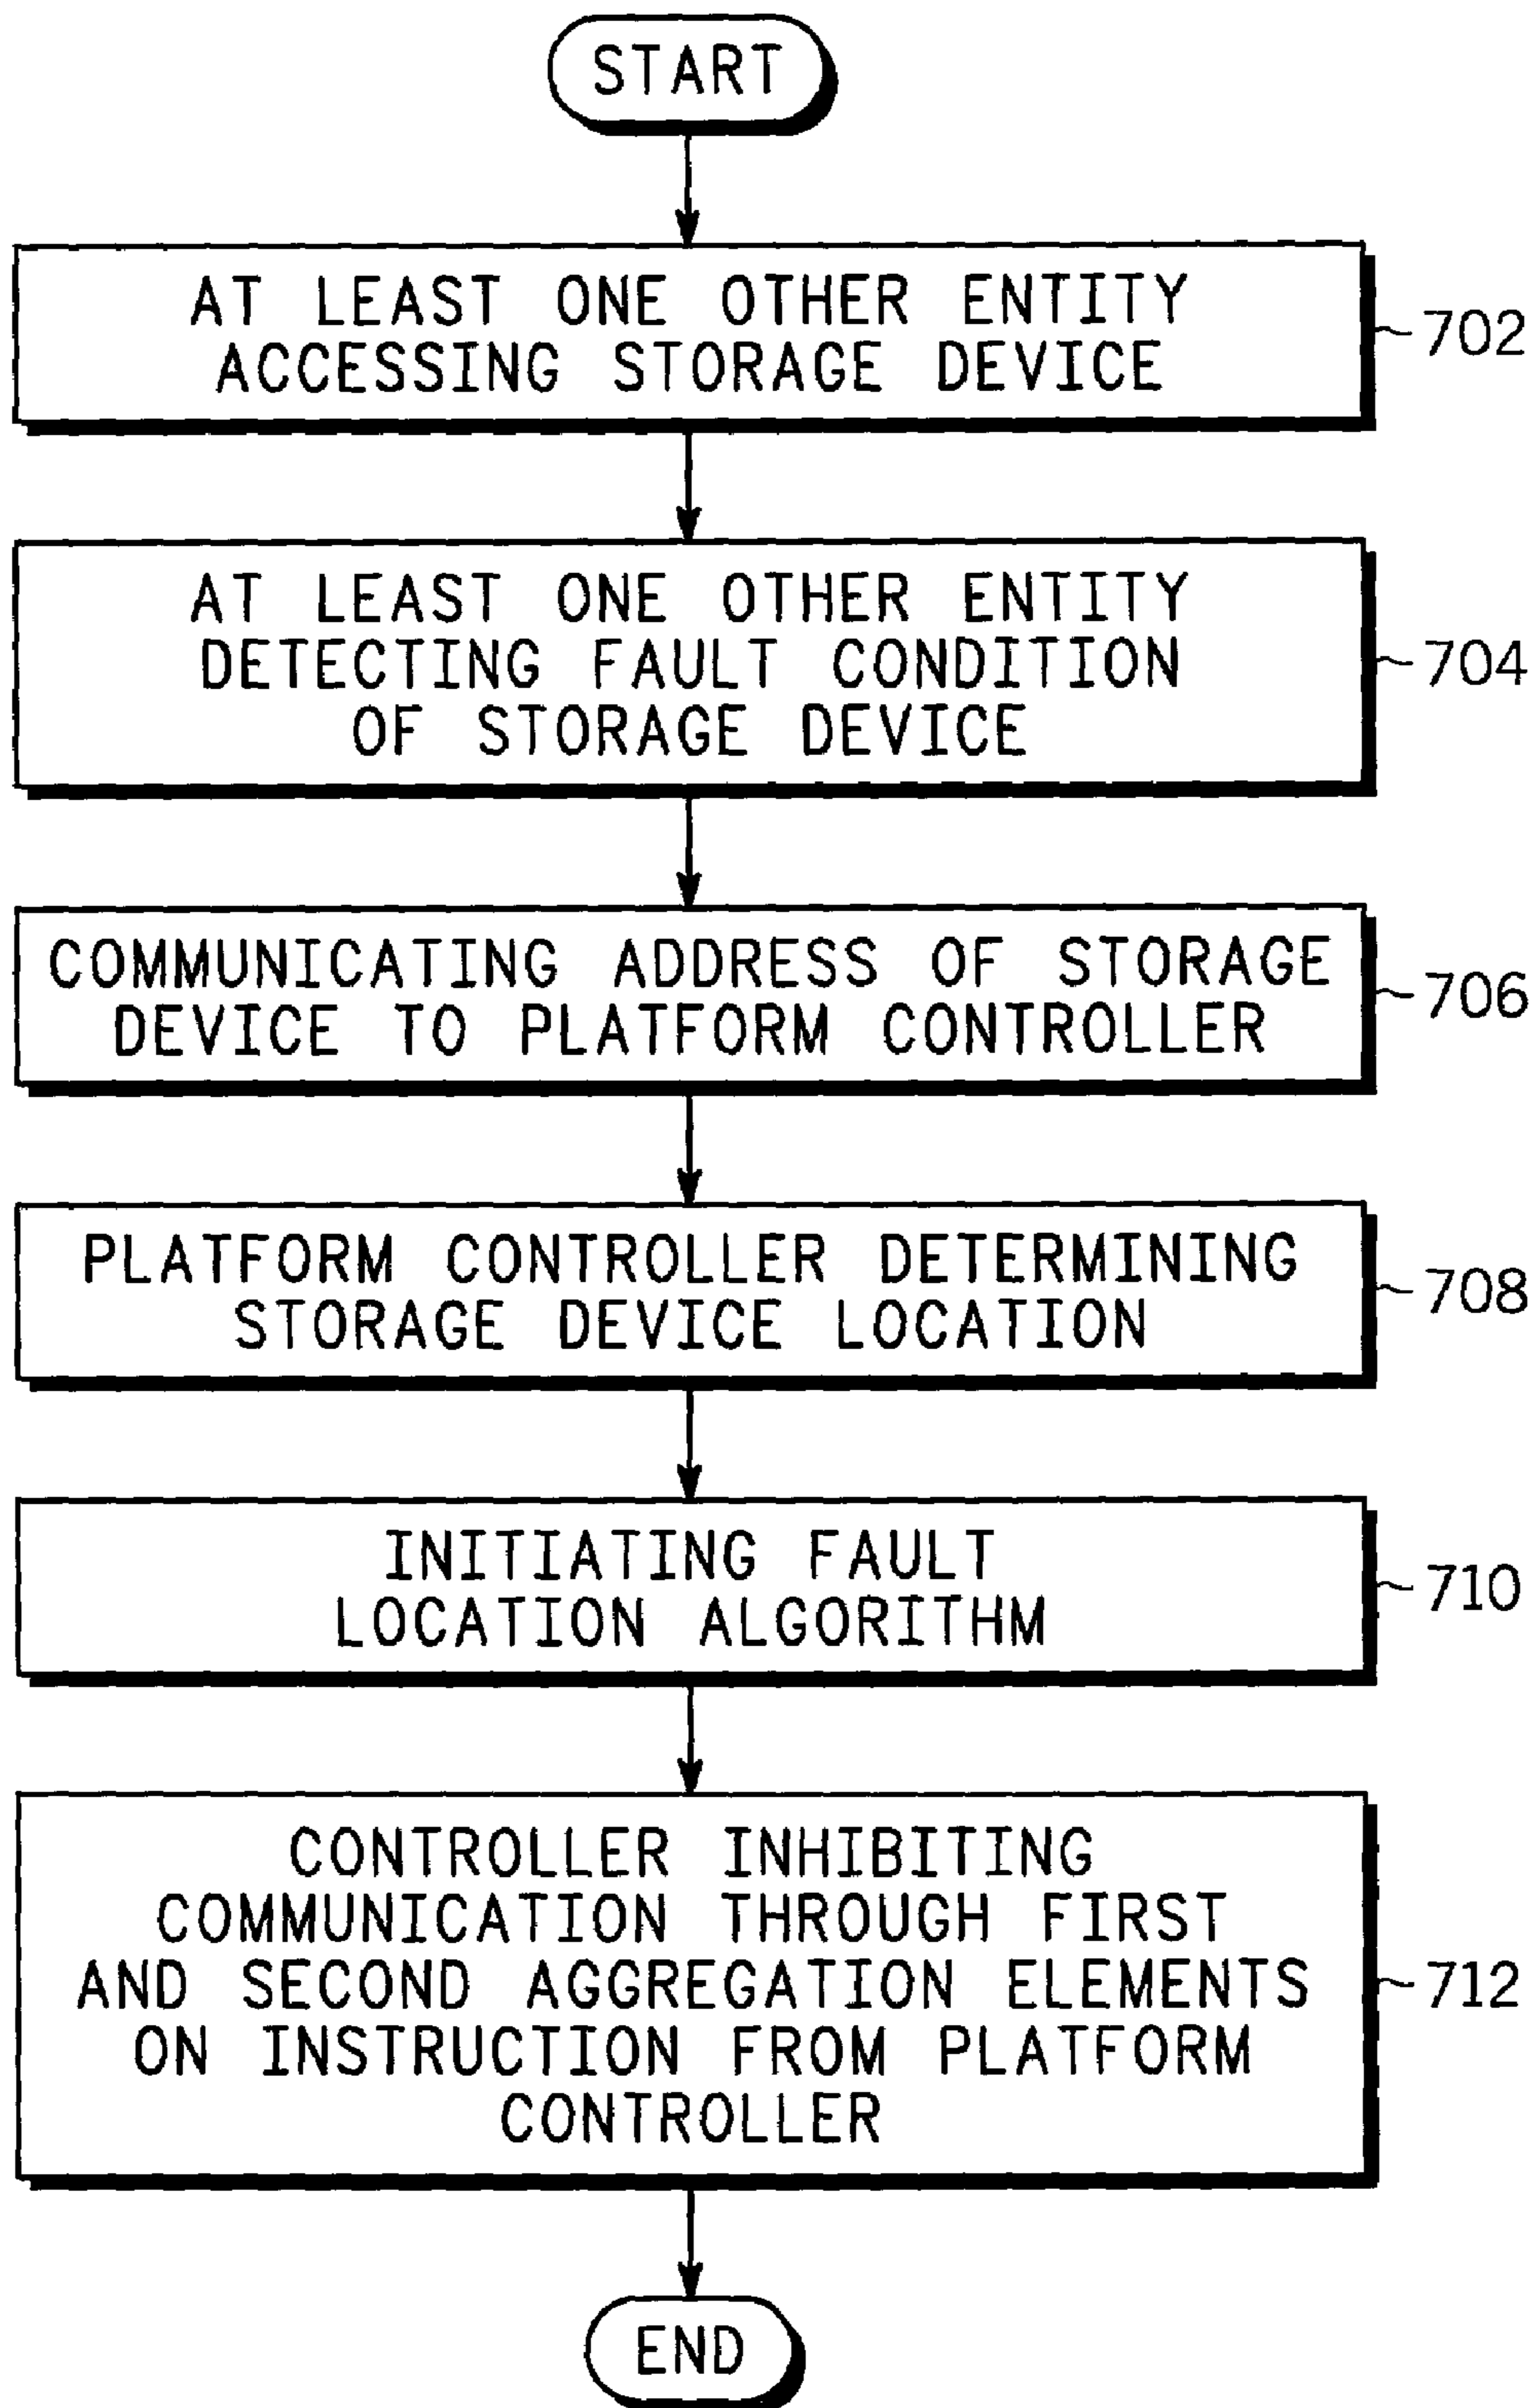 START
AT LEAST ONE OTHER ENTITY
ACCESSING STORAGE DEVICE
702
AT LEAST ONE OTHER ENTITY
DETECTING FAULT CONDITION
OF STORAGE DEVICE
704
COMMUNICATING ADDRESS OF STORAGE
DEVICE TO PLATFORM CONTROLLER
706
PLATFORM CONTROLLER DETERMINING
STORAGE DEVICE LOCATION
708
INITIATING FAULT
LOCATION ALGORITHM
710
CONTROLLER INHIBITING
COMMUNICATION THROUGH FIRST
AND SECOND AGGREGATION ELEMENTS
ON INSTRUCTION FROM PLATFORM
CONTROLLER
712
END